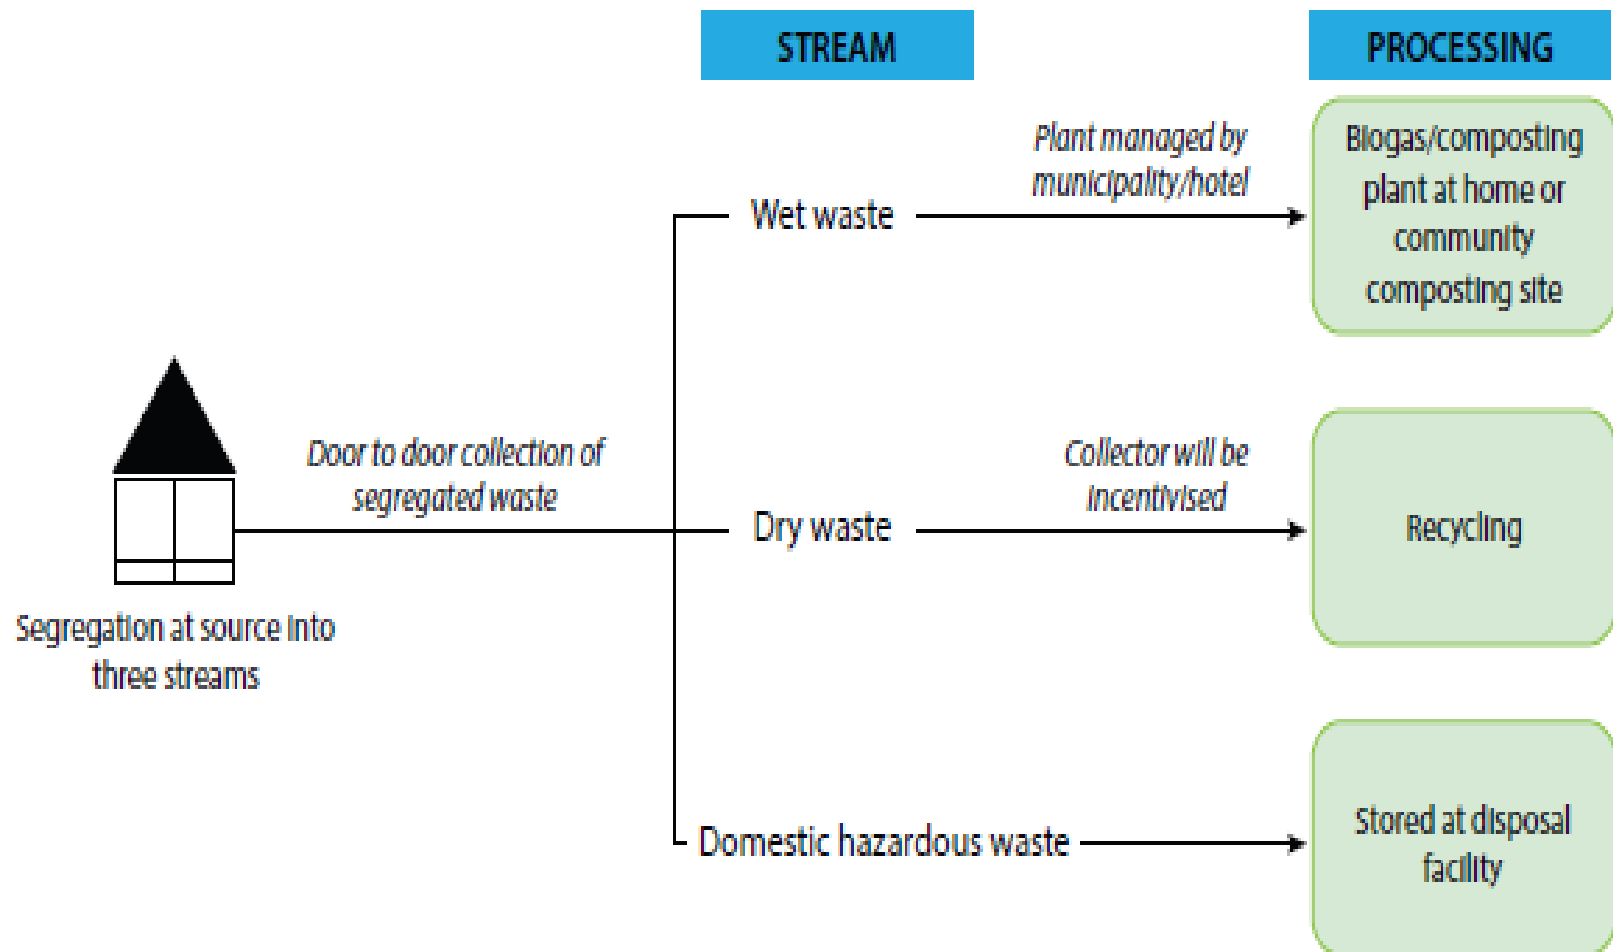 STREAM
PROCESSING
Plant managed by
municipality/hotel
Wet waste
Biogas/composting
plant at home or
community
composting site
Door to door collection of
segregated waste
Segregation at source into
three streams
Collector will be
incentivised
Dry waste
Recycling
Domestic hazardous waste
Stored at disposal
facility